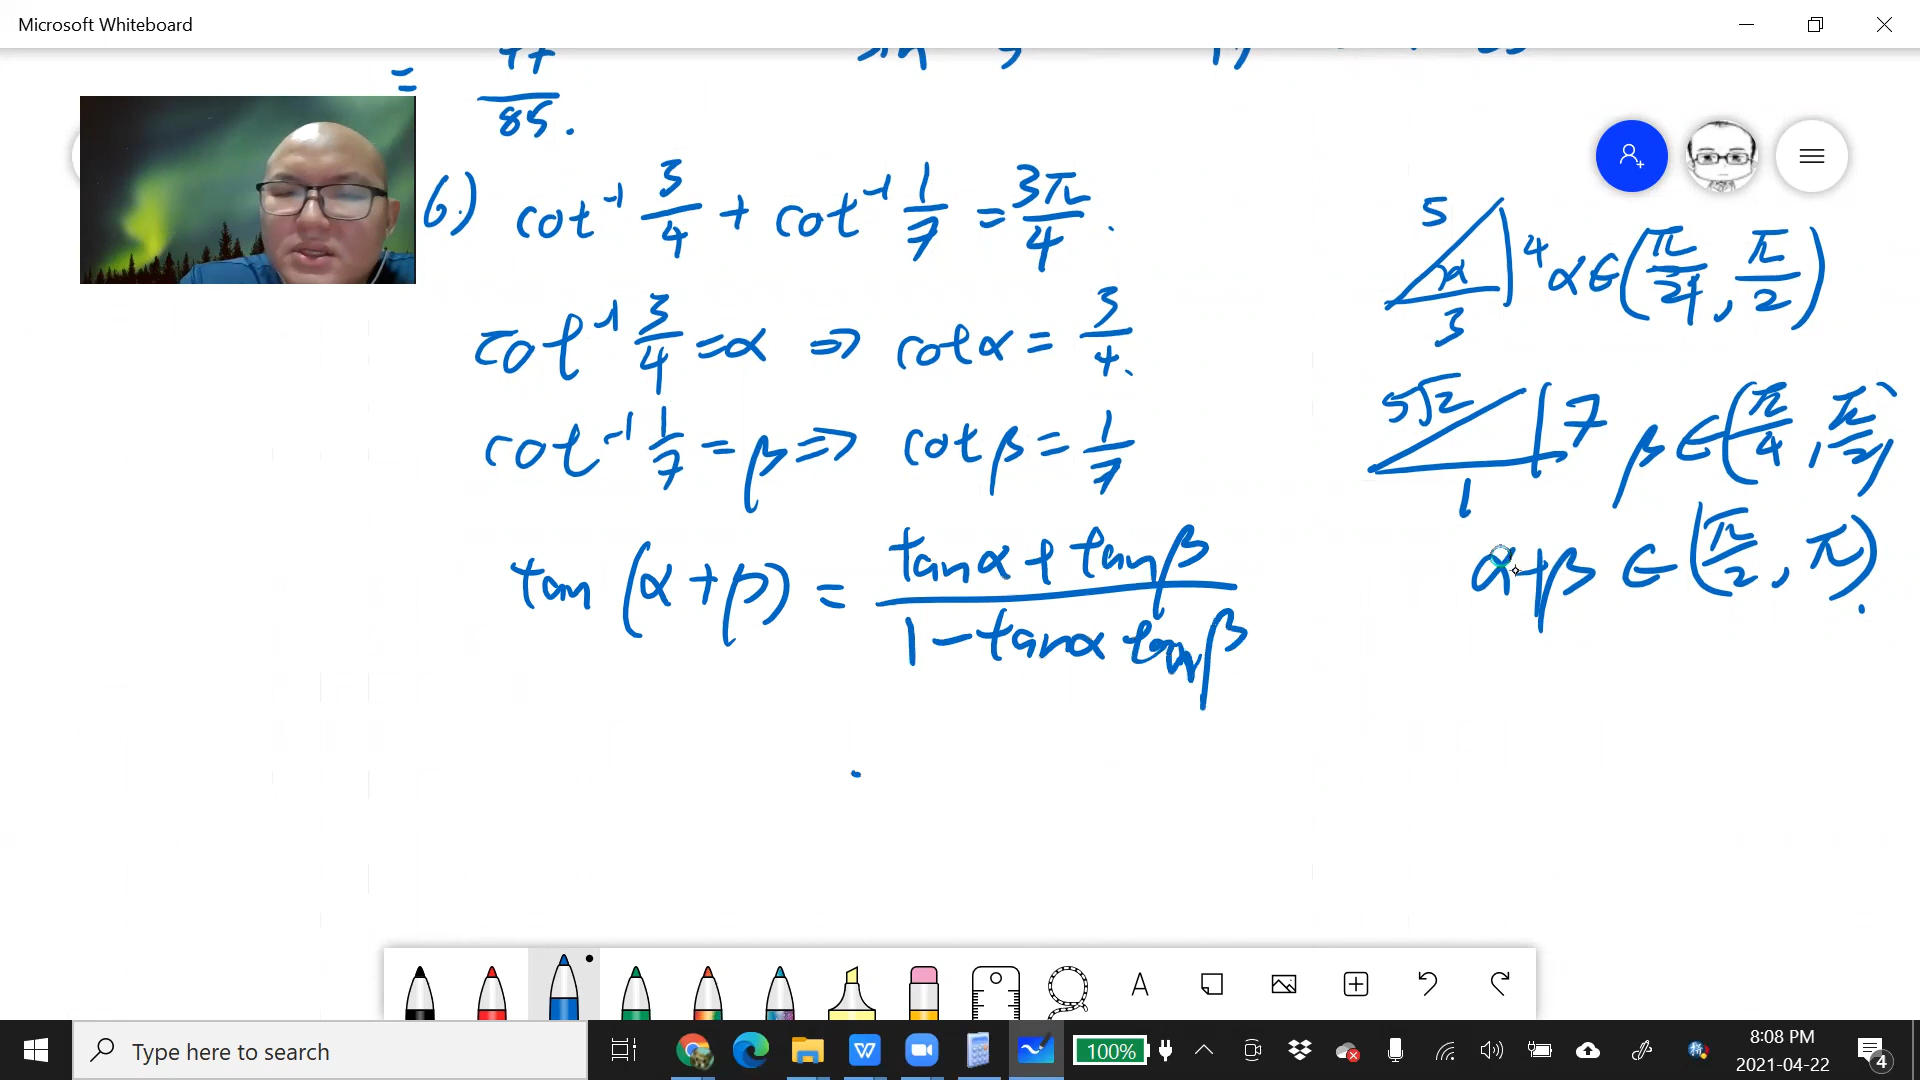 Microsoft Whiteboard
= /85.
6.) cot⁻¹ 3/4 + cot⁻¹ 1/7 = 3π/4.
cot⁻¹ 3/4 = α ⇒ cot α = 3/4.
cot⁻¹ 1/7 = β ⇒ cot β = 1/7
tan (α + β) = (tan α + tan β)/(1 - tan α tan β)
5 4 α 3 α ∈ (π/4, π/2)
5√2 7 1 β ∈ (π/4, π/2)
α+β ∈ (π/2, π).
A
Type here to search
100%
8:08 PM
2021-04-22
4